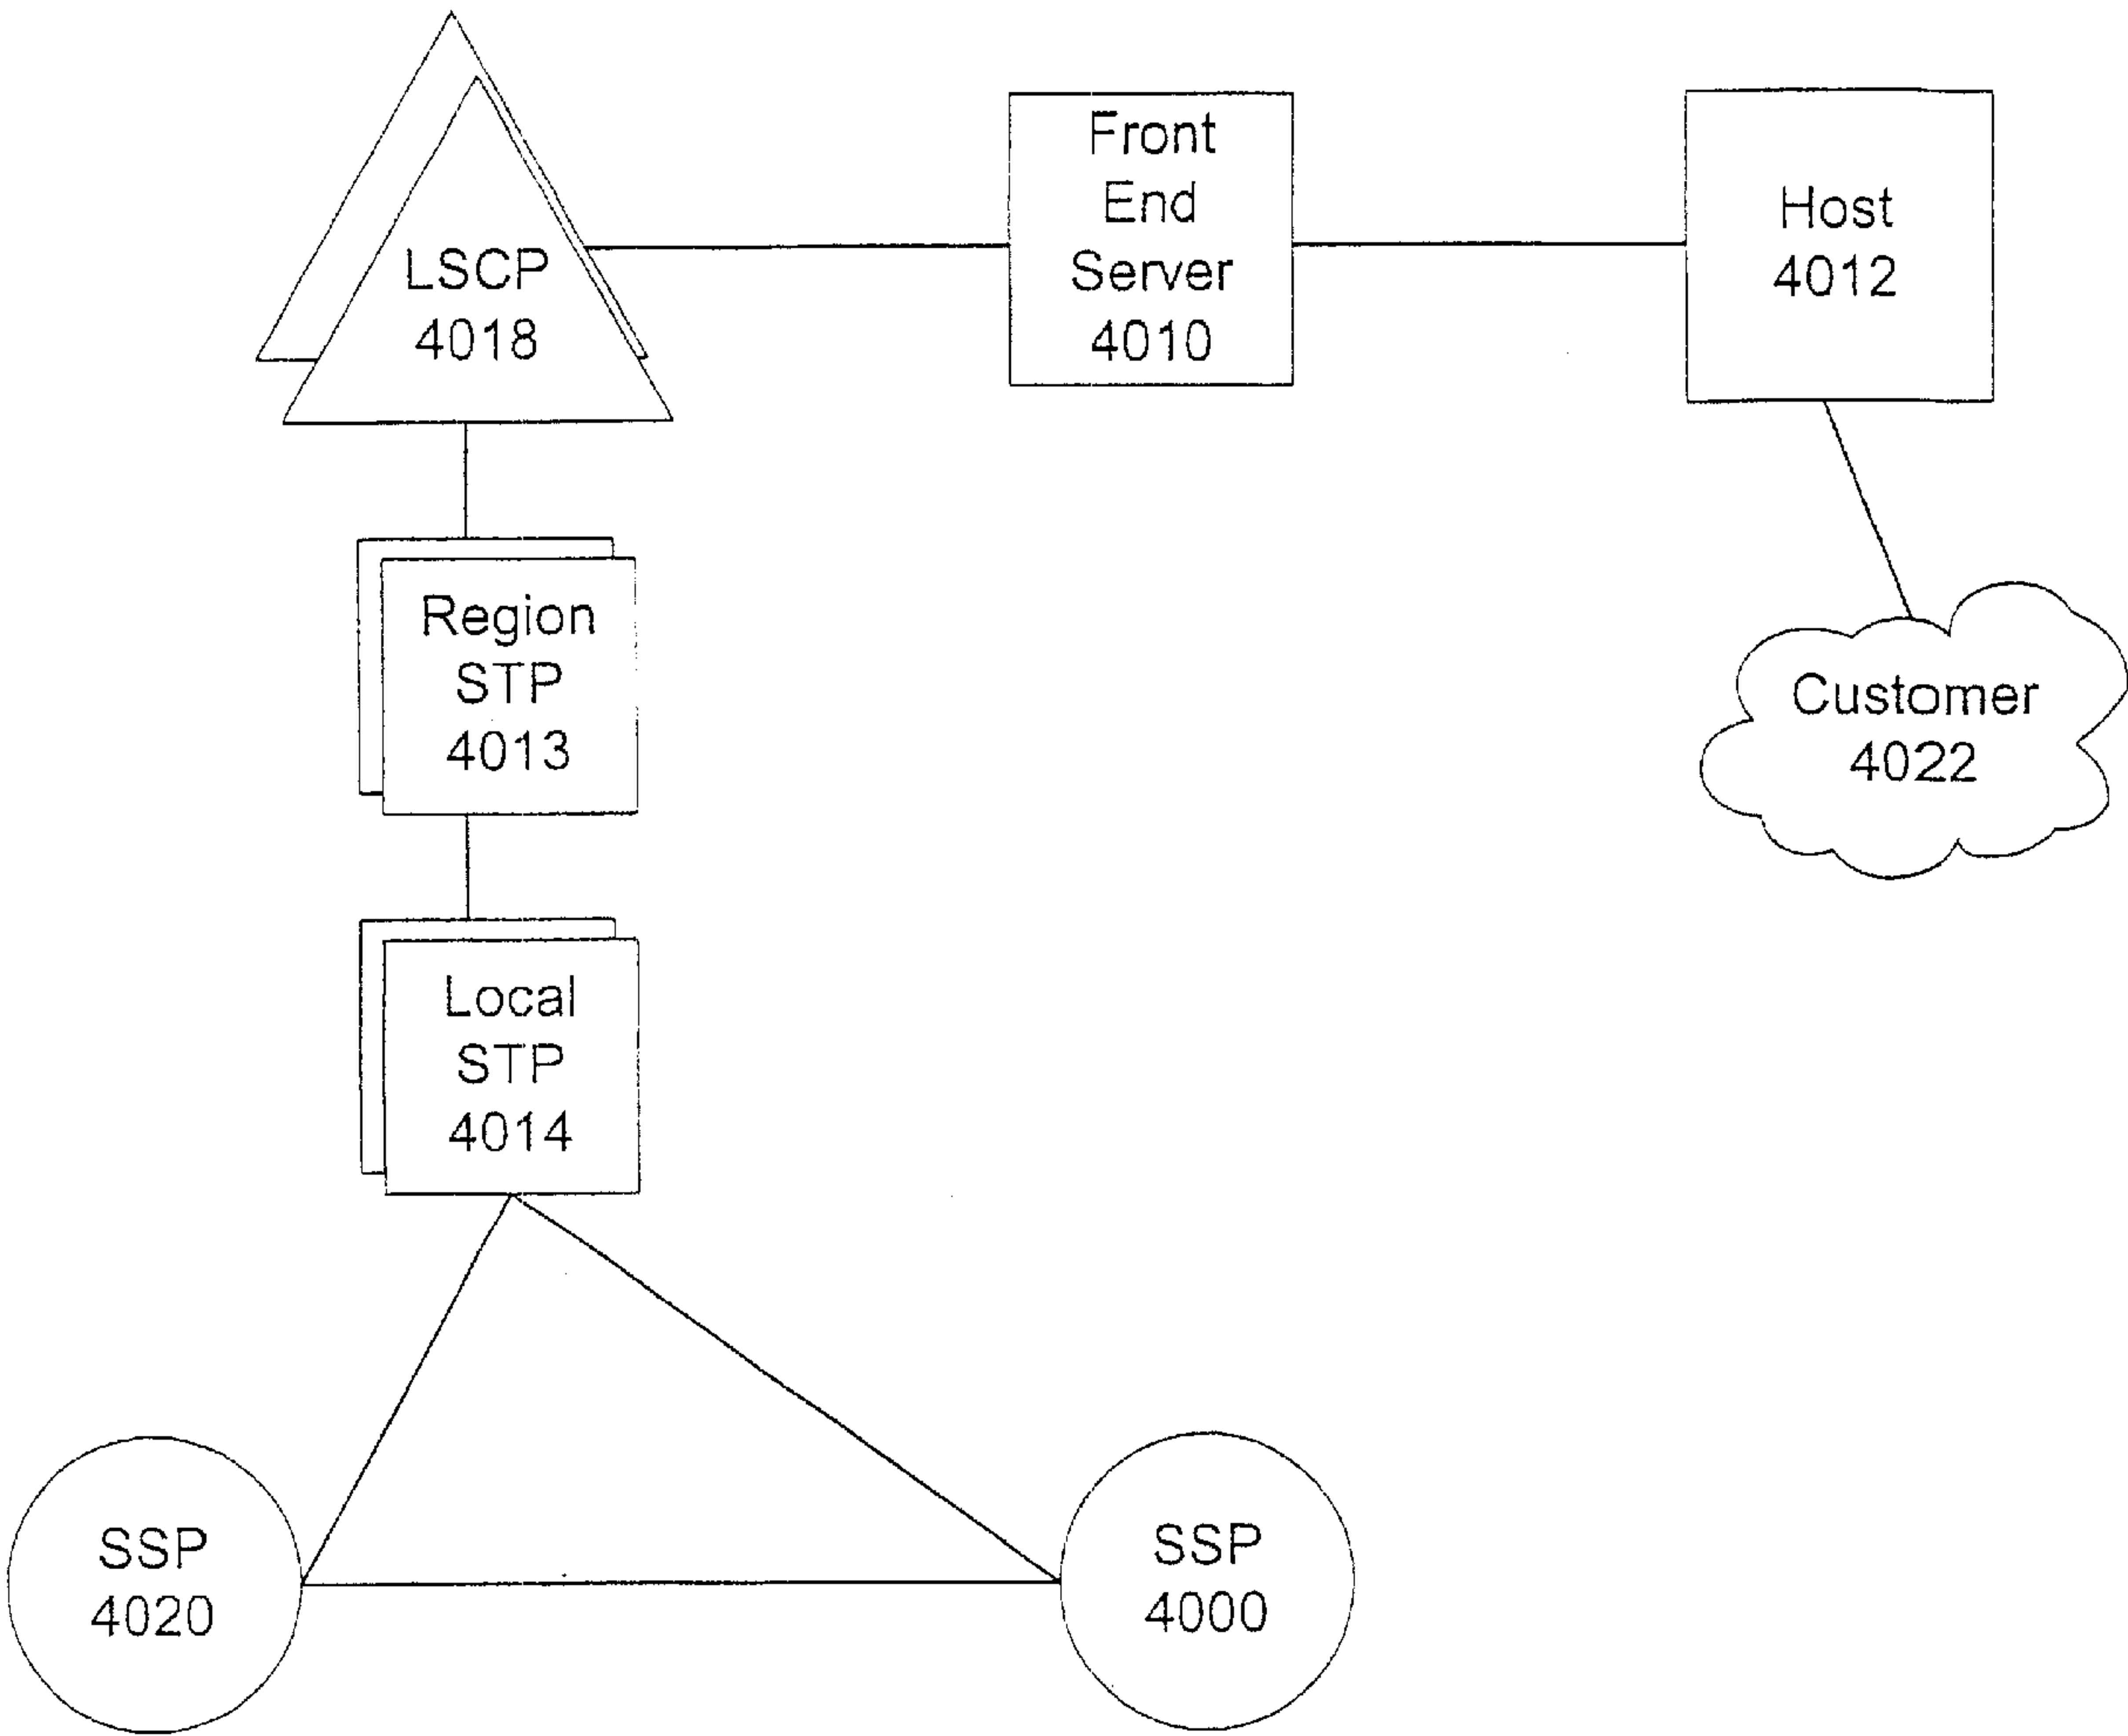 LSCP
4018
Front
End
Server
4010
Host
4012
Region
STP
4013
Customer
4022
Local
STP
4014
SSP
4020
SSP
4000